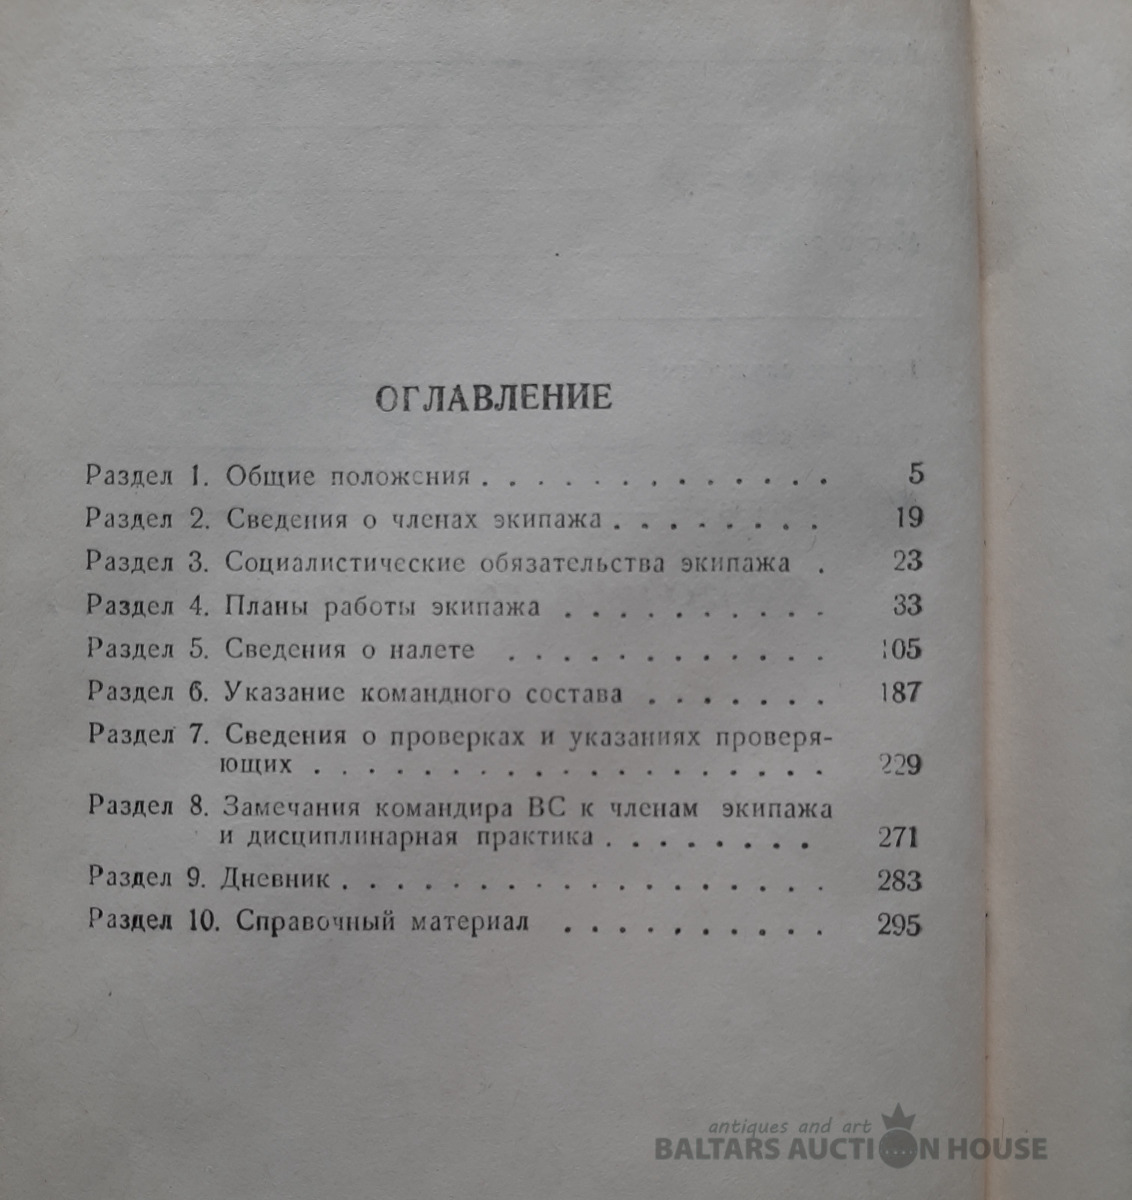 ОГЛАВЛЕНИЕ
Раздел 1. Общие положения . . . . . . . . . . . . . 5
Раздел 2. Сведения о членах экипажа . . . . . . . . 19
Раздел 3. Социалистические обязательства экипажа . 23
Раздел 4. Планы работы экипажа . . . . . . . . . . 33
Раздел 5. Сведения о налете . . . . . . . . . . . . 105
Раздел 6. Указание командного состава . . . . . . . 187
Раздел 7. Сведения о проверках и указаниях проверя-
ющих . . . . . . . . . . . . . . . . . . . 229
Раздел 8. Замечания командира ВС к членам экипажа
и дисциплинарная практика . . . . . . . . 271
Раздел 9. Дневник . . . . . . . . . . . . . . . . . . 283
Раздел 10. Справочный материал . . . . . . . . . . 295
antiques and art
BALTARS AUCTION HOUSE